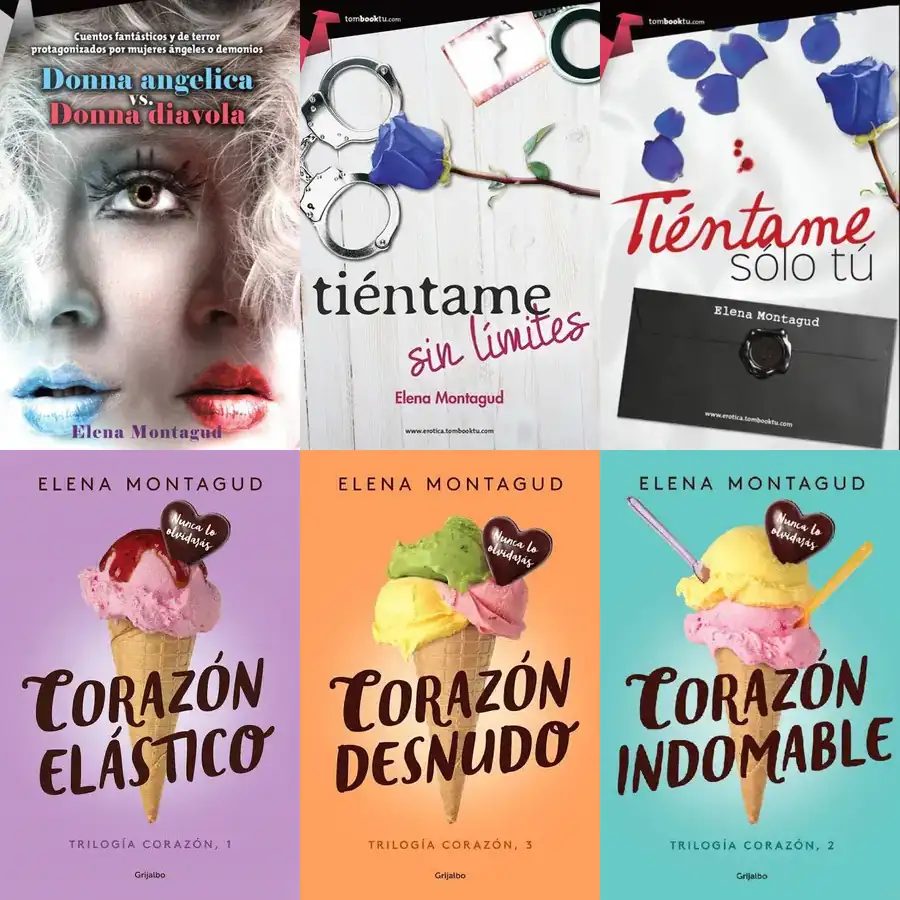 Cuentos fantásticos y de terror
protagonizados por mujeres ángeles o demonios
Donna angelica
vs.
Donna diavola
Elena Montagud
tombooktu.com
tiéntame
sin límites
Elena Montagud
www.erotica.tombooktu.com
tombooktu.com
Tiéntame
sólo tú
Elena Montagud
www.erotica.tombooktu.com
ELENA MONTAGUD
Nunca lo
olvidarás
CORAZÓN
ELÁSTICO
TRILOGÍA CORAZÓN, 1
Grijalbo
ELENA MONTAGUD
Nunca lo
olvidarás
CORAZÓN
DESNUDO
TRILOGÍA CORAZÓN, 3
Grijalbo
ELENA MONTAGUD
Nunca lo
olvidarás
CORAZÓN
INDOMABLE
TRILOGÍA CORAZÓN, 2
Grijalbo